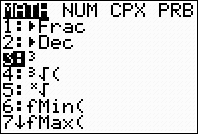 MATH NUM CPX PRB
1:▶Frac
2:▶Dec
3:³
4:³√(
5:ˣ√
6:fMin(
7↓fMax(